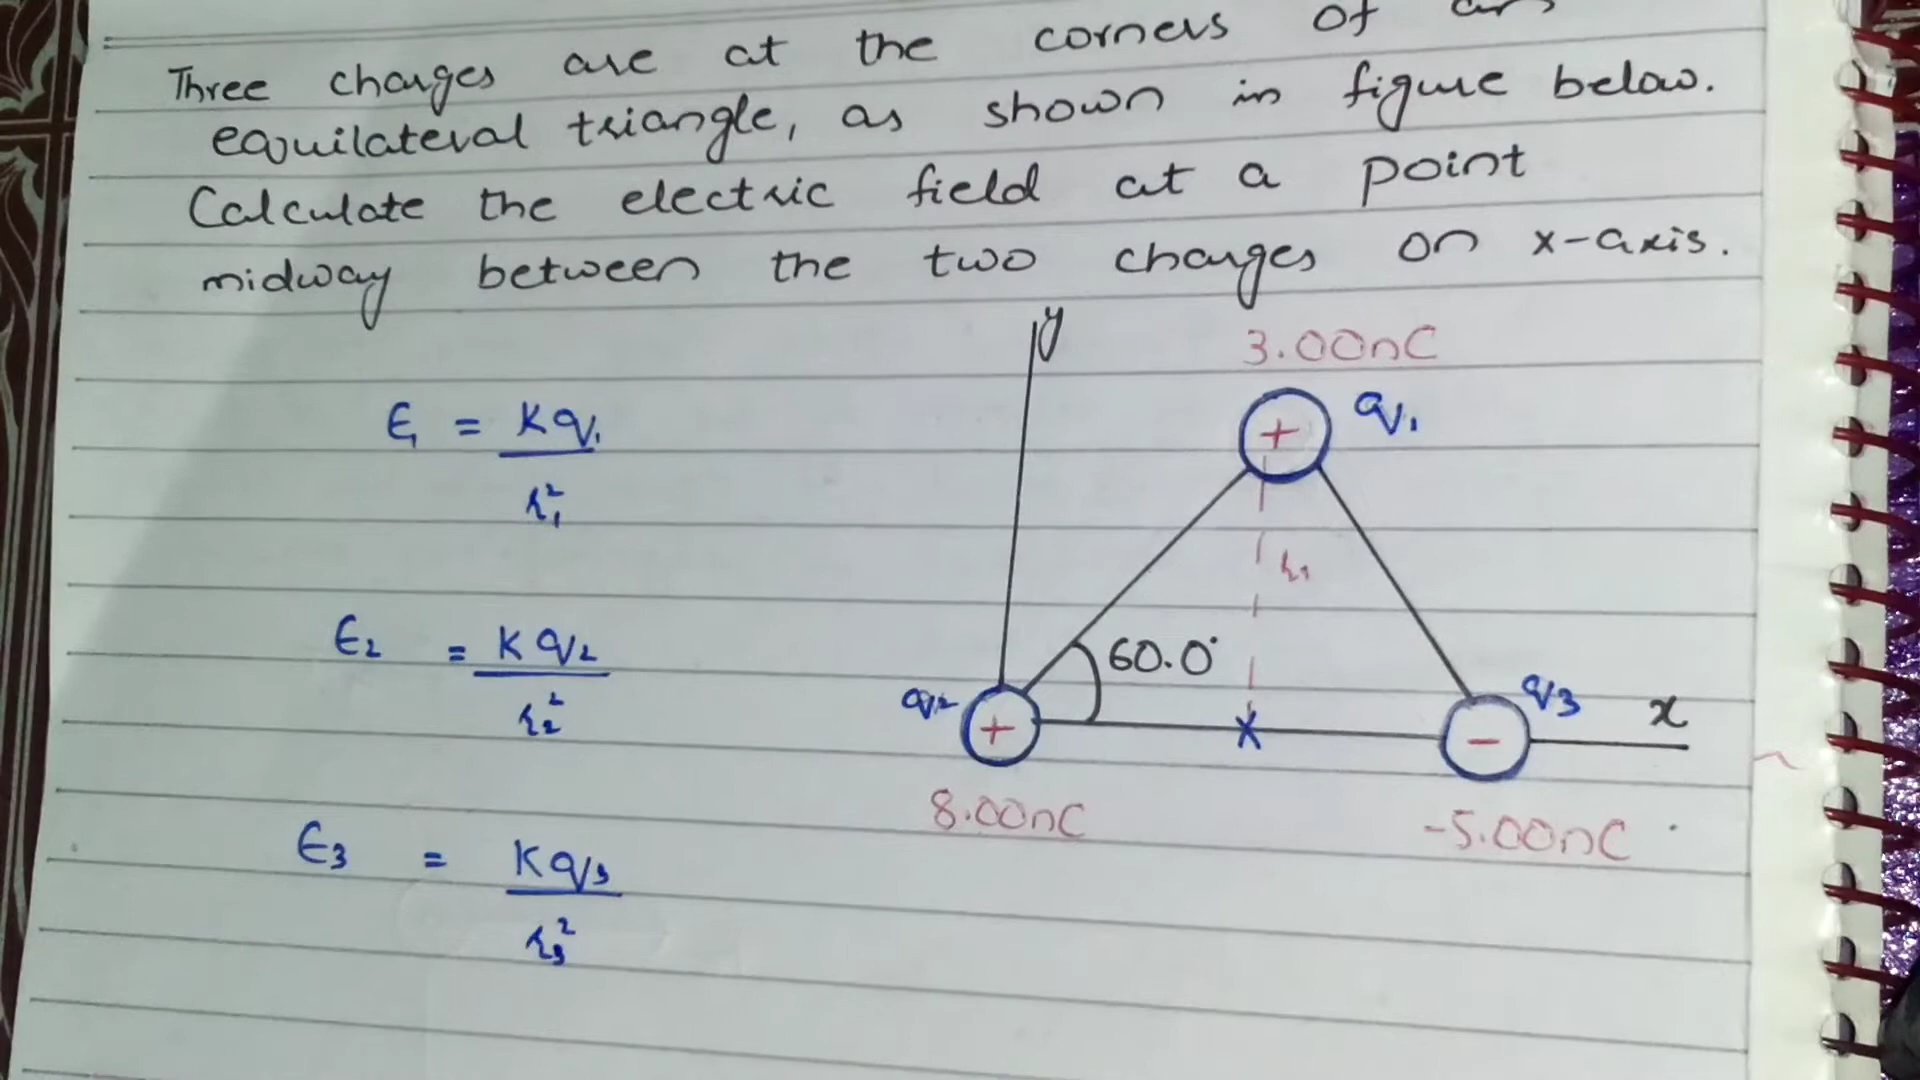 Three charges are at the corners of an
equilateral triangle, as shown in figure below.
Calculate the electric field at a point
midway between the two charges on x-axis.
y
3.00nC
+
q₁
E₁ = Kq₁
r₁²
r₁
E₂ = Kq₂
r₂²
60.0°
q₂
+
x
q₃
-
x
8.00nC
-5.00nC
E₃ = Kq₃
r₃²